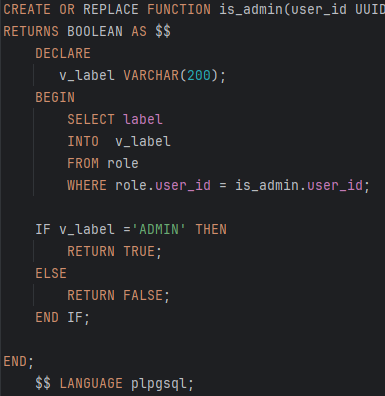 CREATE OR REPLACE FUNCTION is_admin(user_id UUID
RETURNS BOOLEAN AS $$
DECLARE
v_label VARCHAR(200);
BEGIN
SELECT label
INTO v_label
FROM role
WHERE role.user_id = is_admin.user_id;
IF v_label ='ADMIN' THEN
RETURN TRUE;
ELSE
RETURN FALSE;
END IF;
END;
$$ LANGUAGE plpgsql;